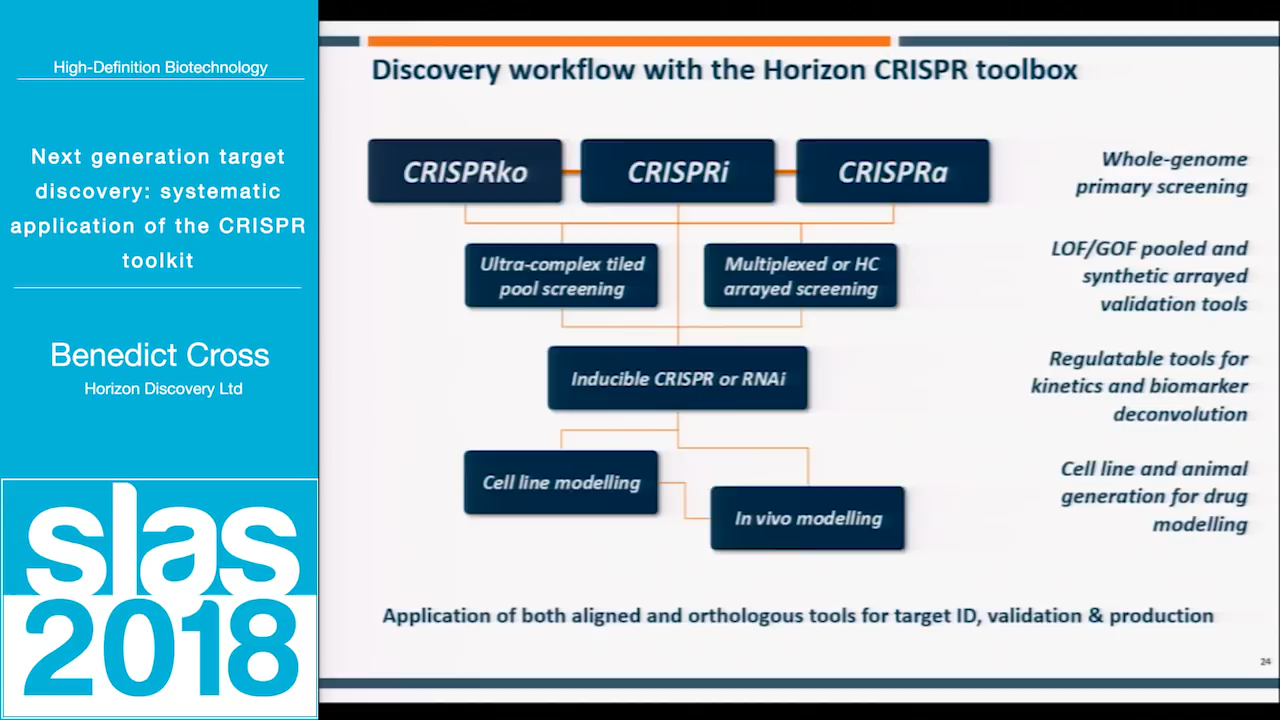 High-Definition Biotechnology
Next generation target
discovery: systematic
application of the CRISPR
toolkit
Benedict Cross
Horizon Discovery Ltd
slas
2018
Discovery workflow with the Horizon CRISPR toolbox
CRISPRko
CRISPRi
CRISPRa
Whole-genome
primary screening
Ultra-complex tiled
pool screening
Multiplexed or HC
arrayed screening
LOF/GOF pooled and
synthetic arrayed
validation tools
Inducible CRISPR or RNAi
Regulatable tools for
kinetics and biomarker
deconvolution
Cell line modelling
In vivo modelling
Cell line and animal
generation for drug
modelling
Application of both aligned and orthologous tools for target ID, validation & production
24